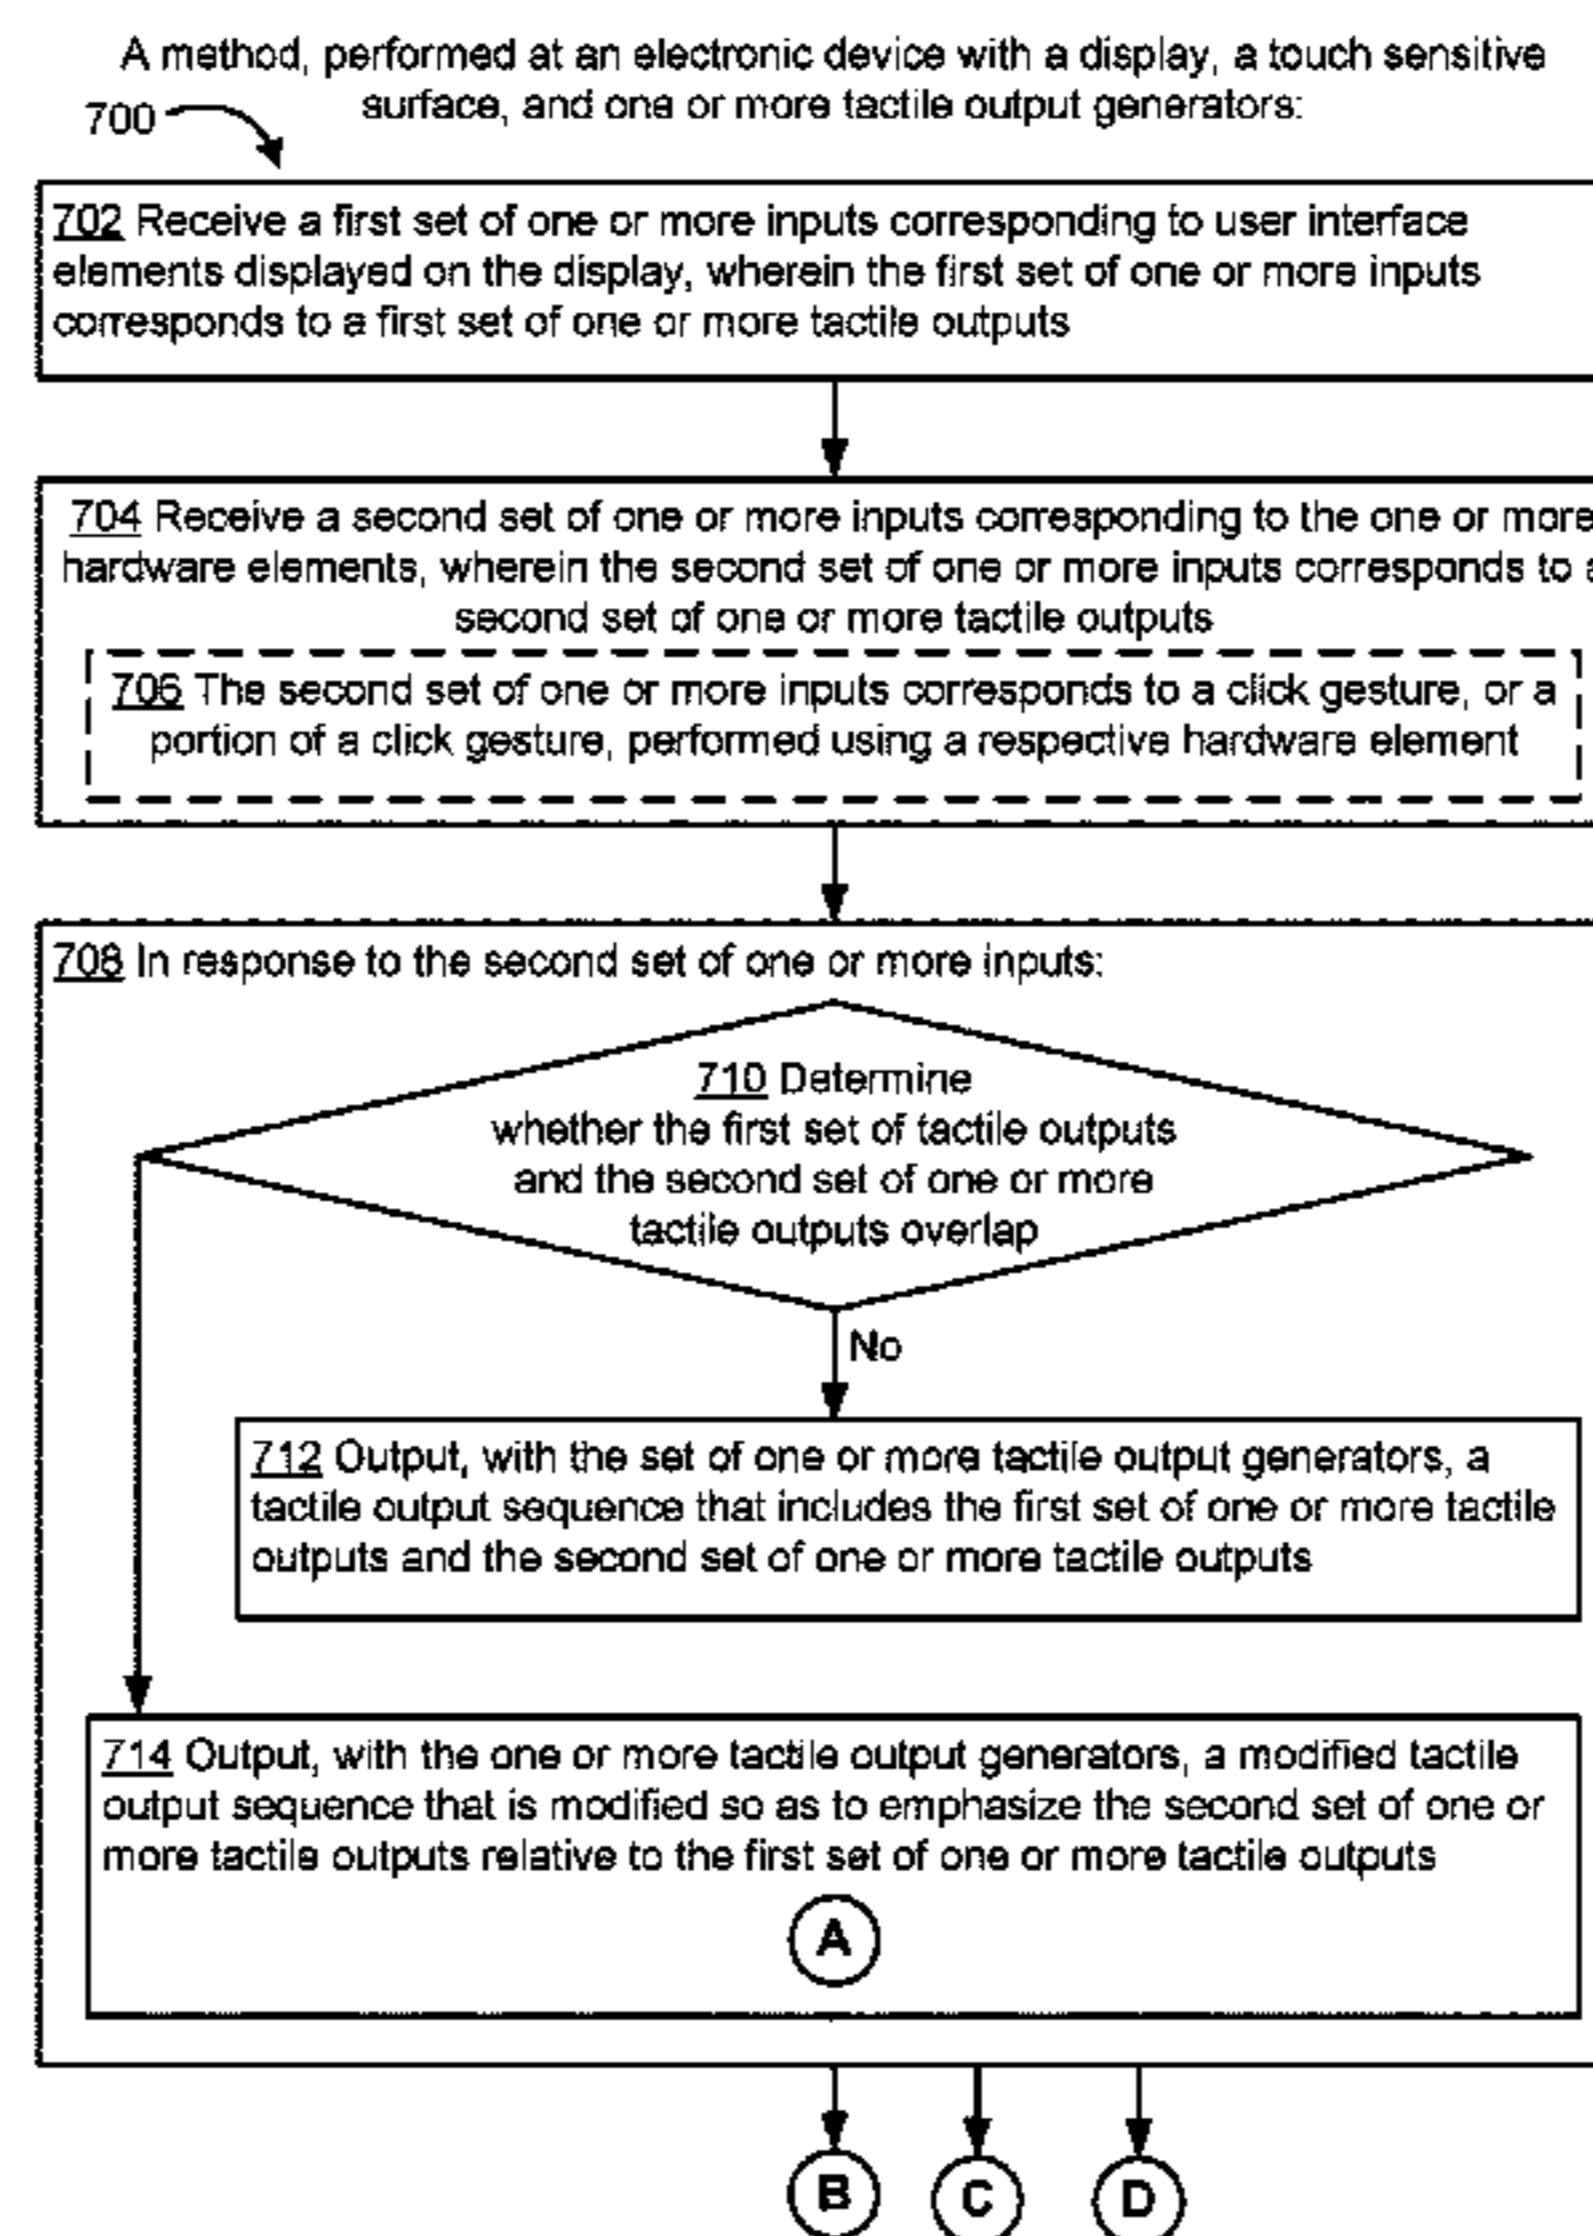 A method, performed at an electronic device with a display, a touch sensitive
surface, and one or more tactile output generators:
700
702 Receive a first set of one or more inputs corresponding to user interface
elements displayed on the display, wherein the first set of one or more inputs
corresponds to a first set of one or more tactile outputs
704 Receive a second set of one or more inputs corresponding to the one or more
hardware elements, wherein the second set of one or more inputs corresponds to a
second set of one or more tactile outputs
706 The second set of one or more inputs corresponds to a click gesture, or a
portion of a click gesture, performed using a respective hardware element
708 In response to the second set of one or more inputs:
710 Determine
whether the first set of tactile outputs
and the second set of one or more
tactile outputs overlap
No
712 Output, with the set of one or more tactile output generators, a
tactile output sequence that includes the first set of one or more tactile
outputs and the second set of one or more tactile outputs
714 Output, with the one or more tactile output generators, a modified tactile
output sequence that is modified so as to emphasize the second set of one or
more tactile outputs relative to the first set of one or more tactile outputs
A
B C D